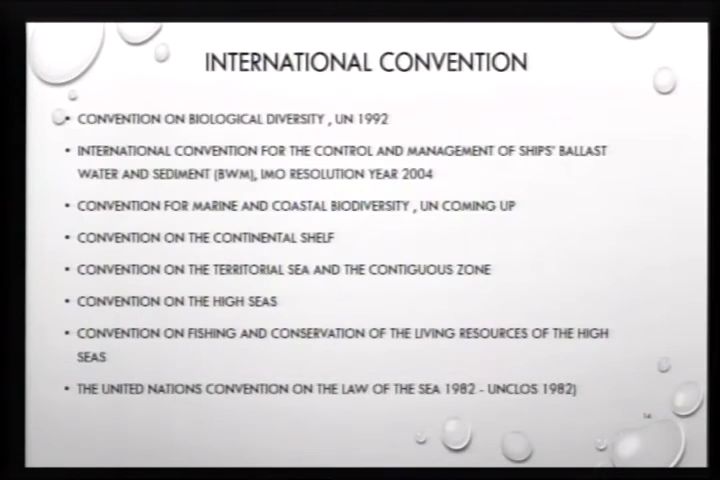 INTERNATIONAL CONVENTION
• CONVENTION ON BIOLOGICAL DIVERSITY , UN 1992
• INTERNATIONAL CONVENTION FOR THE CONTROL AND MANAGEMENT OF SHIPS' BALLAST
WATER AND SEDIMENT (BWM), IMO RESOLUTION YEAR 2004
• CONVENTION FOR MARINE AND COASTAL BIODIVERSITY , UN COMING UP
• CONVENTION ON THE CONTINENTAL SHELF
• CONVENTION ON THE TERRITORIAL SEA AND THE CONTIGUOUS ZONE
• CONVENTION ON THE HIGH SEAS
• CONVENTION ON FISHING AND CONSERVATION OF THE LIVING RESOURCES OF THE HIGH
SEAS
• THE UNITED NATIONS CONVENTION ON THE LAW OF THE SEA 1982 - UNCLOS 1982)
14